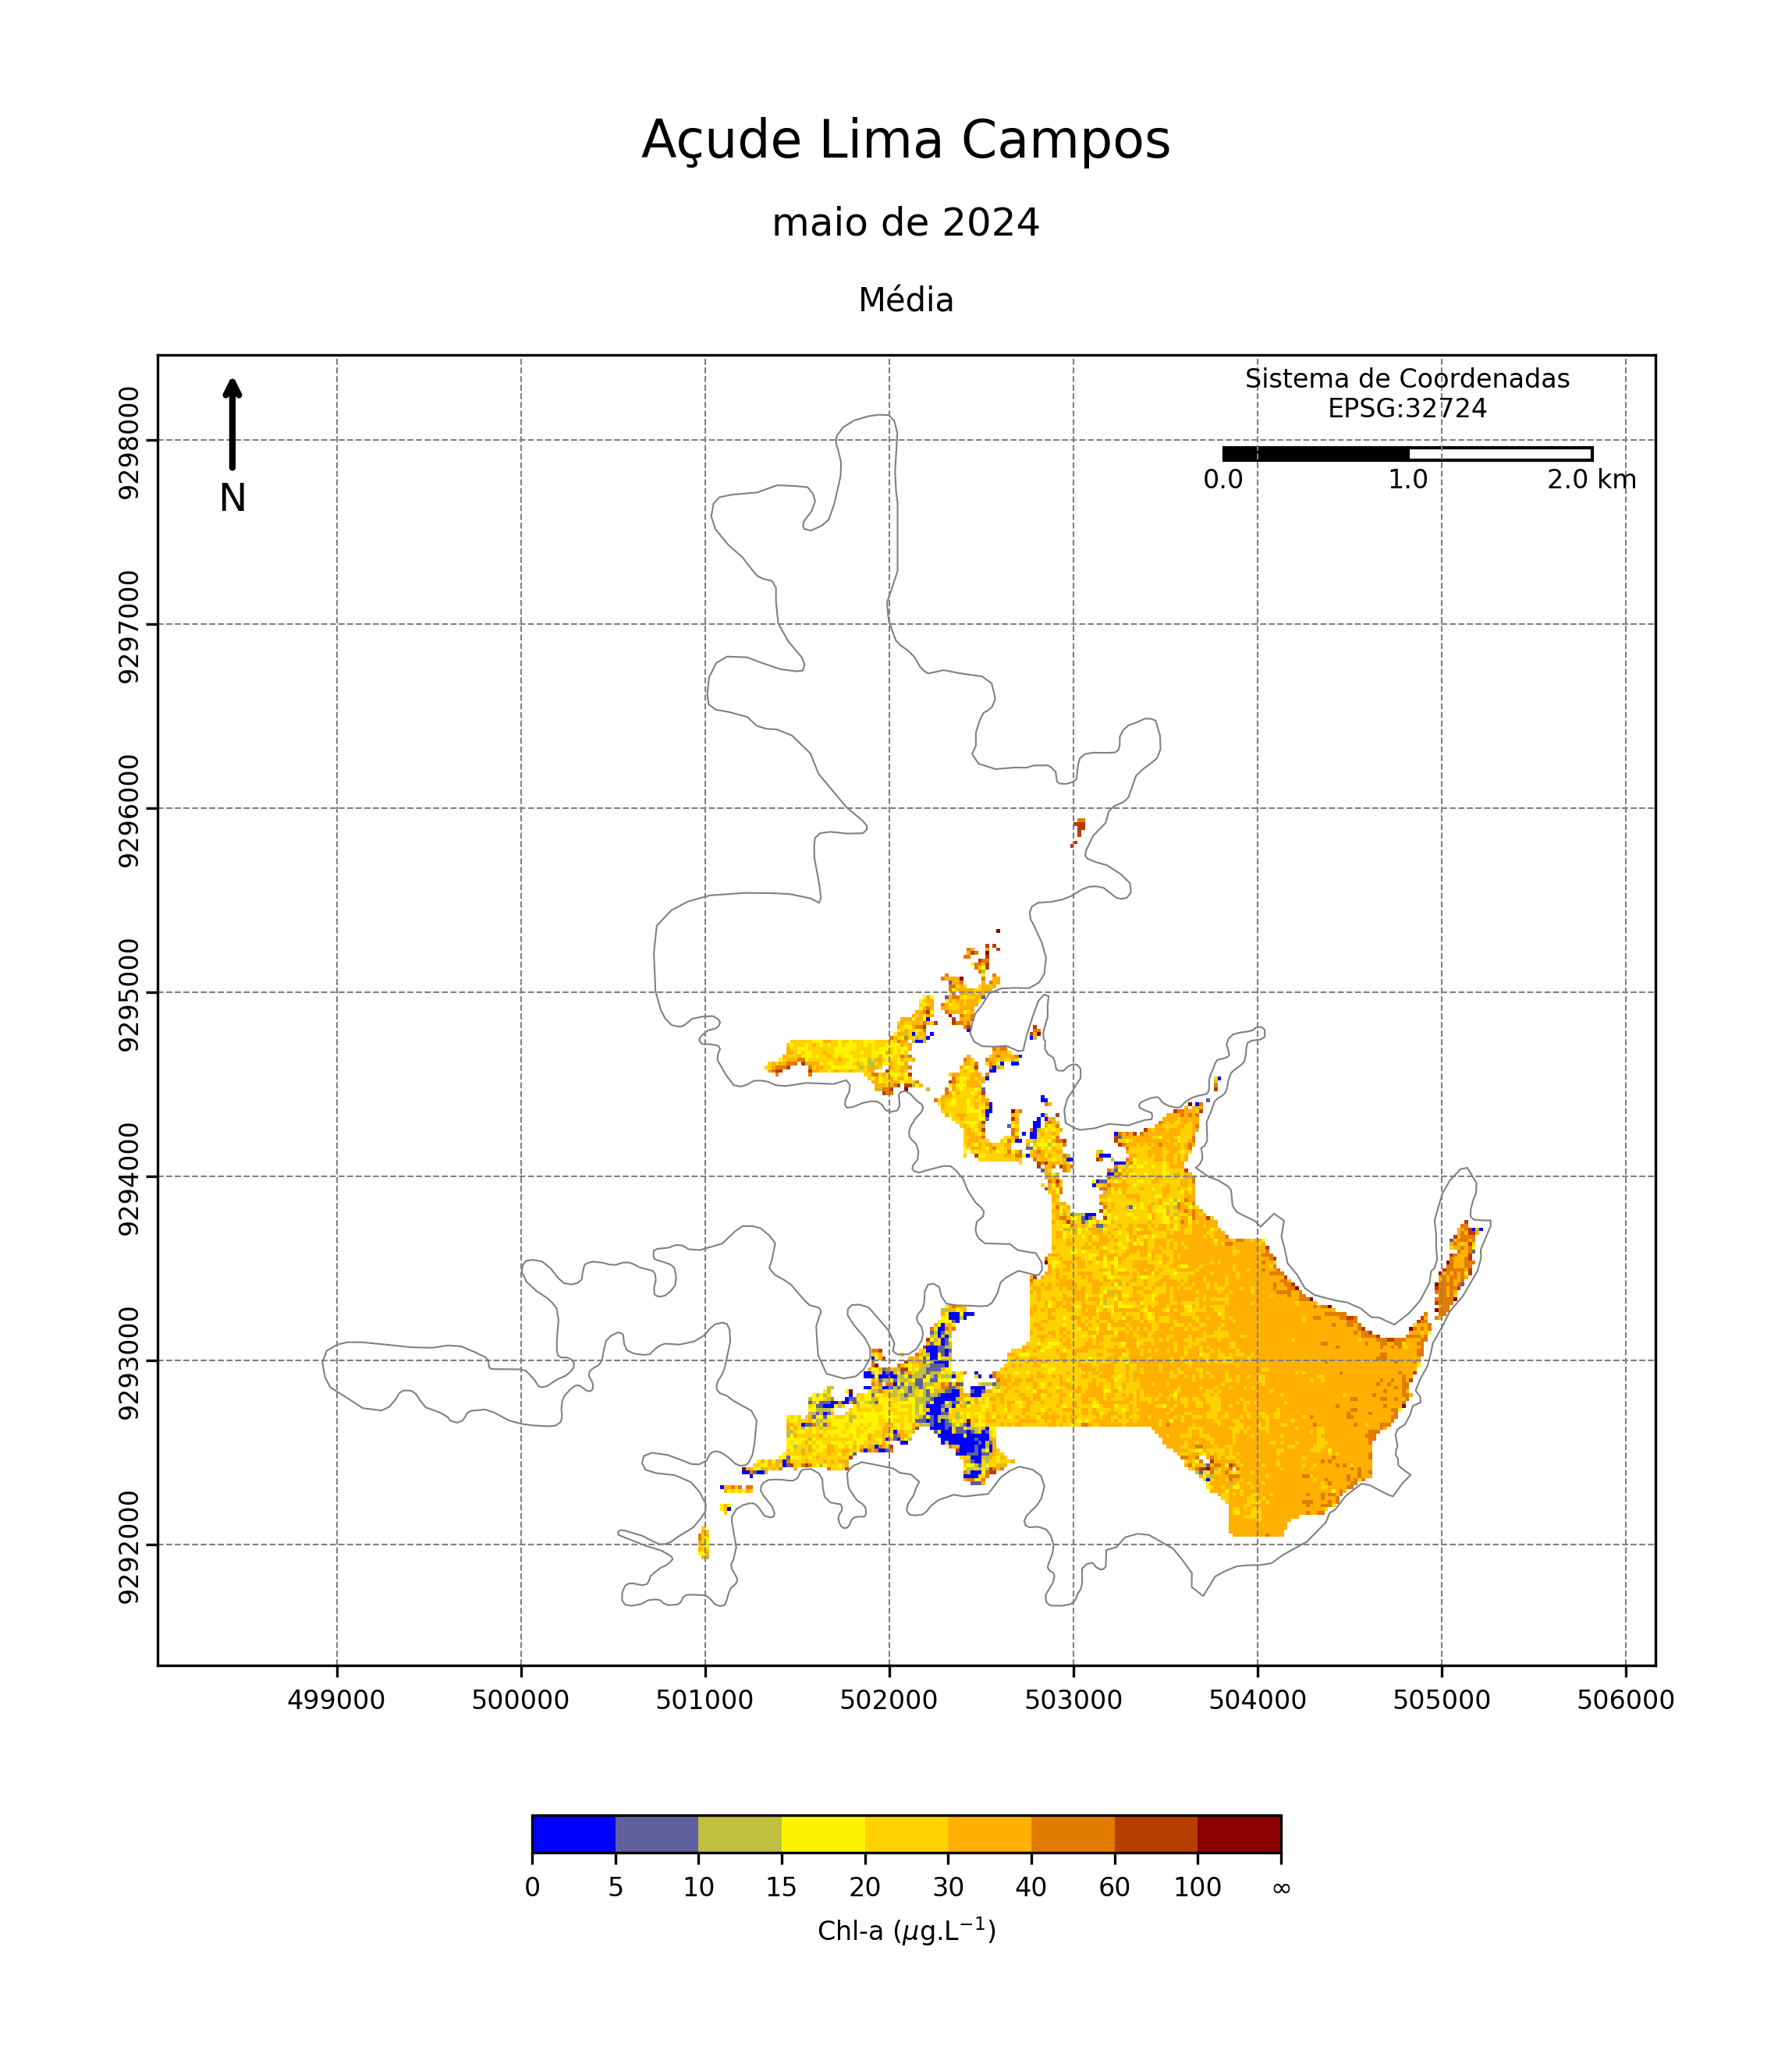 Açude Lima Campos
maio de 2024
Média
Sistema de Coordenadas
EPSG:32724
0.0 1.0 2.0 km
N
9298000
9297000
9296000
9295000
9294000
9293000
9292000
499000 500000 501000 502000 503000 504000 505000 506000
0 5 10 15 20 30 40 60 100 ∞
Chl-a (μg.L⁻¹)